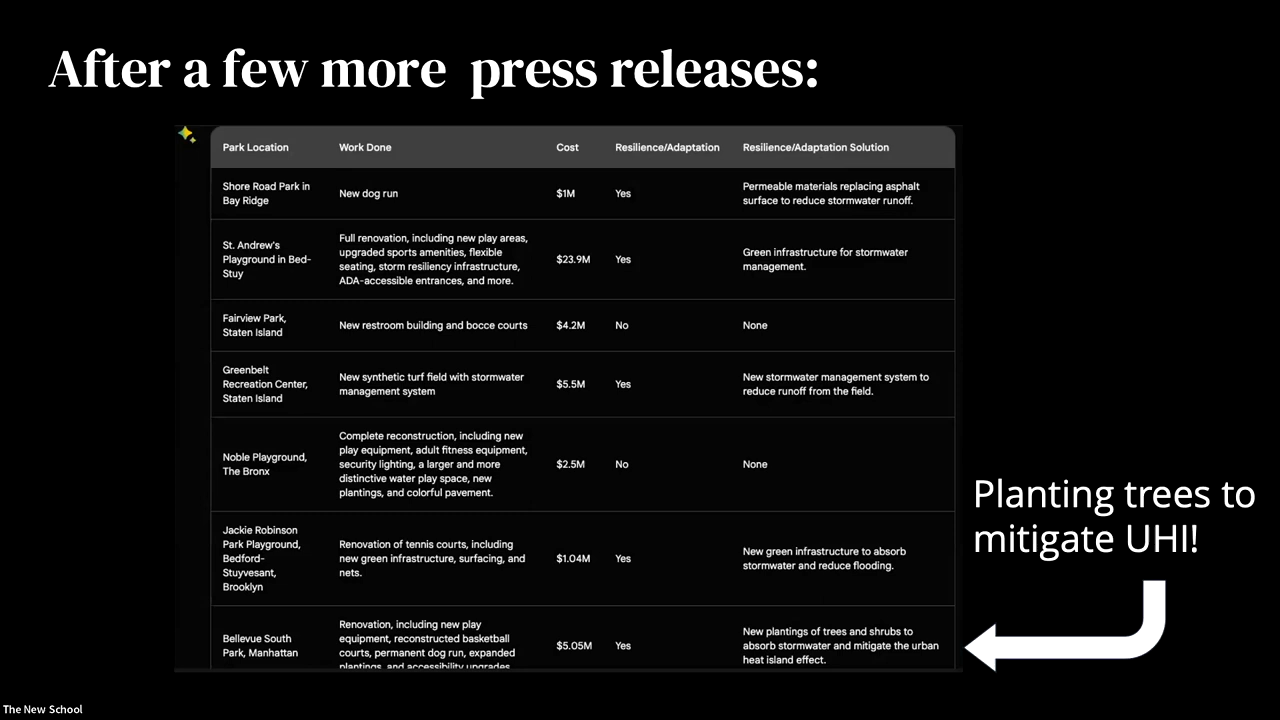 After a few more press releases:
Park Location
Work Done
Cost
Resilience/Adaptation
Resilience/Adaptation Solution
Shore Road Park in
Bay Ridge
New dog run
$1M
Yes
Permeable materials replacing asphalt
surface to reduce stormwater runoff.
St. Andrew's
Playground in Bed-
Stuy
Full renovation, including new play areas,
upgraded sports amenities, flexible
seating, storm resiliency infrastructure,
ADA-accessible entrances, and more.
$23.9M
Yes
Green infrastructure for stormwater
management.
Fairview Park,
Staten Island
New restroom building and bocce courts
$4.2M
No
None
Greenbelt
Recreation Center,
Staten Island
New synthetic turf field with stormwater
management system
$5.5M
Yes
New stormwater management system to
reduce runoff from the field.
Noble Playground,
The Bronx
Complete reconstruction, including new
play equipment, adult fitness equipment,
security lighting, a larger and more
distinctive water play space, new
plantings, and colorful pavement.
$2.5M
No
None
Jackie Robinson
Park Playground,
Bedford-
Stuyvesant,
Brooklyn
Renovation of tennis courts, including
new green infrastructure, surfacing, and
nets.
$1.04M
Yes
New green infrastructure to absorb
stormwater and reduce flooding.
Bellevue South
Park, Manhattan
Renovation, including new play
equipment, reconstructed basketball
courts, permanent dog run, expanded
plantings, and accessibility upgrades
$5.05M
Yes
New plantings of trees and shrubs to
absorb stormwater and mitigate the urban
heat island effect.
Planting trees to
mitigate UHI!
The New School